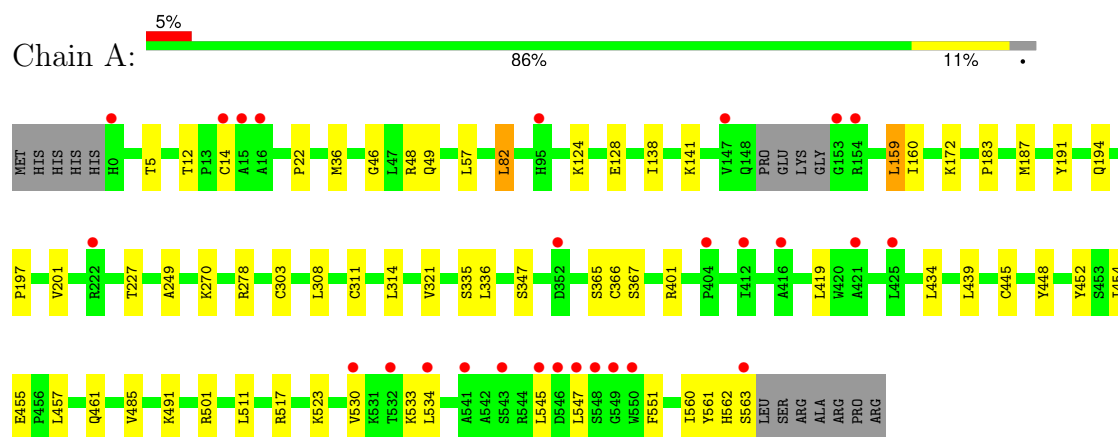 5%
Chain A:
86% 11% •
MET HIS HIS HIS HIS H0 T5 T12 P13 C14 A15 A16 P22 M36 G46 L47 R48 Q49 L57 L82 H95 K124 E128 I138 K141 V147 Q148 PRO GLU LYS GLY G153 R154 L159 I160 K172 P183 M187 Y191 Q194
P197 V201 R222 T227 A249 K270 R278 C303 L308 C311 L314 V321 S335 L336 S347 D352 S365 C366 S367 R401 P404 I412 A416 L419 W420 A421 L425 L434 L439 C445 Y448 Y452 S453 I454
E455 P456 L457 Q461 V485 K491 R501 L511 R517 K523 V530 K531 T532 K533 L534 A541 A542 S543 R544 L545 D546 L547 S548 G549 W550 F551 I560 Y561 H562 S563 LEU SER ARG ALA ARG PRO ARG